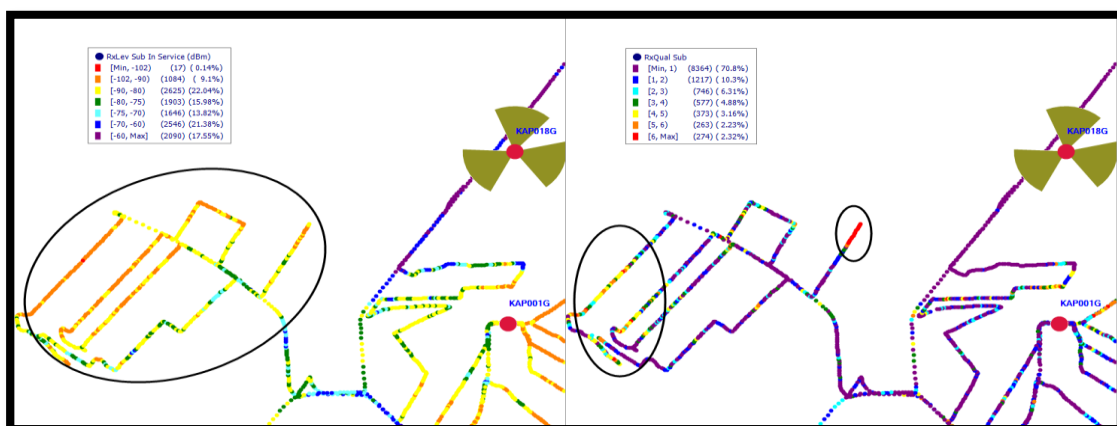 RxLev Sub In Service (dBm)
[Min, -102) (17) ( 0.14%)
[-102, -90) (1084) ( 9.1%)
[-90, -80) (2625) (22.04%)
[-80, -75) (1903) (15.98%)
[-75, -70) (1646) (13.82%)
[-70, -60) (2546) (21.38%)
[-60, Max] (2090) (17.55%)
KAP018G
KAP001G
RxQual Sub
[Min, 1) (8364) ( 70.8%)
[1, 2) (1217) ( 10.3%)
[2, 3) (746) ( 6.31%)
[3, 4) (577) ( 4.88%)
[4, 5) (373) ( 3.16%)
[5, 6) (263) ( 2.23%)
[6, Max] (274) ( 2.32%)
KAP018G
KAP001G